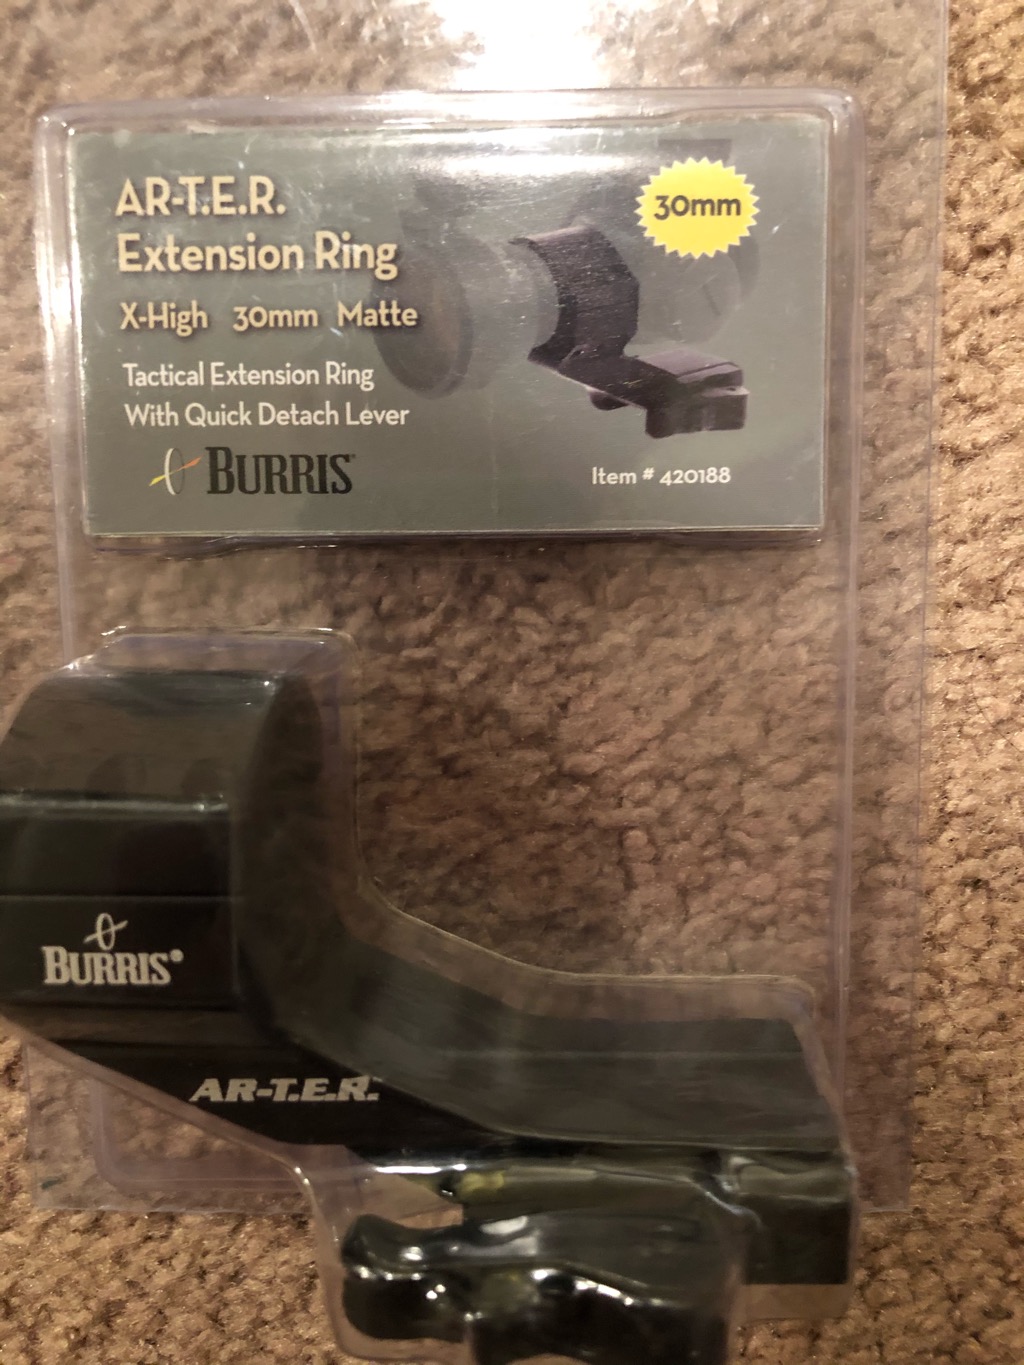 AR-T.E.R.
Extension Ring
30mm
X-High 30mm Matte
Tactical Extension Ring
With Quick Detach Lever
BURRIS
Item # 420188
BURRIS®
AR-T.E.R.™